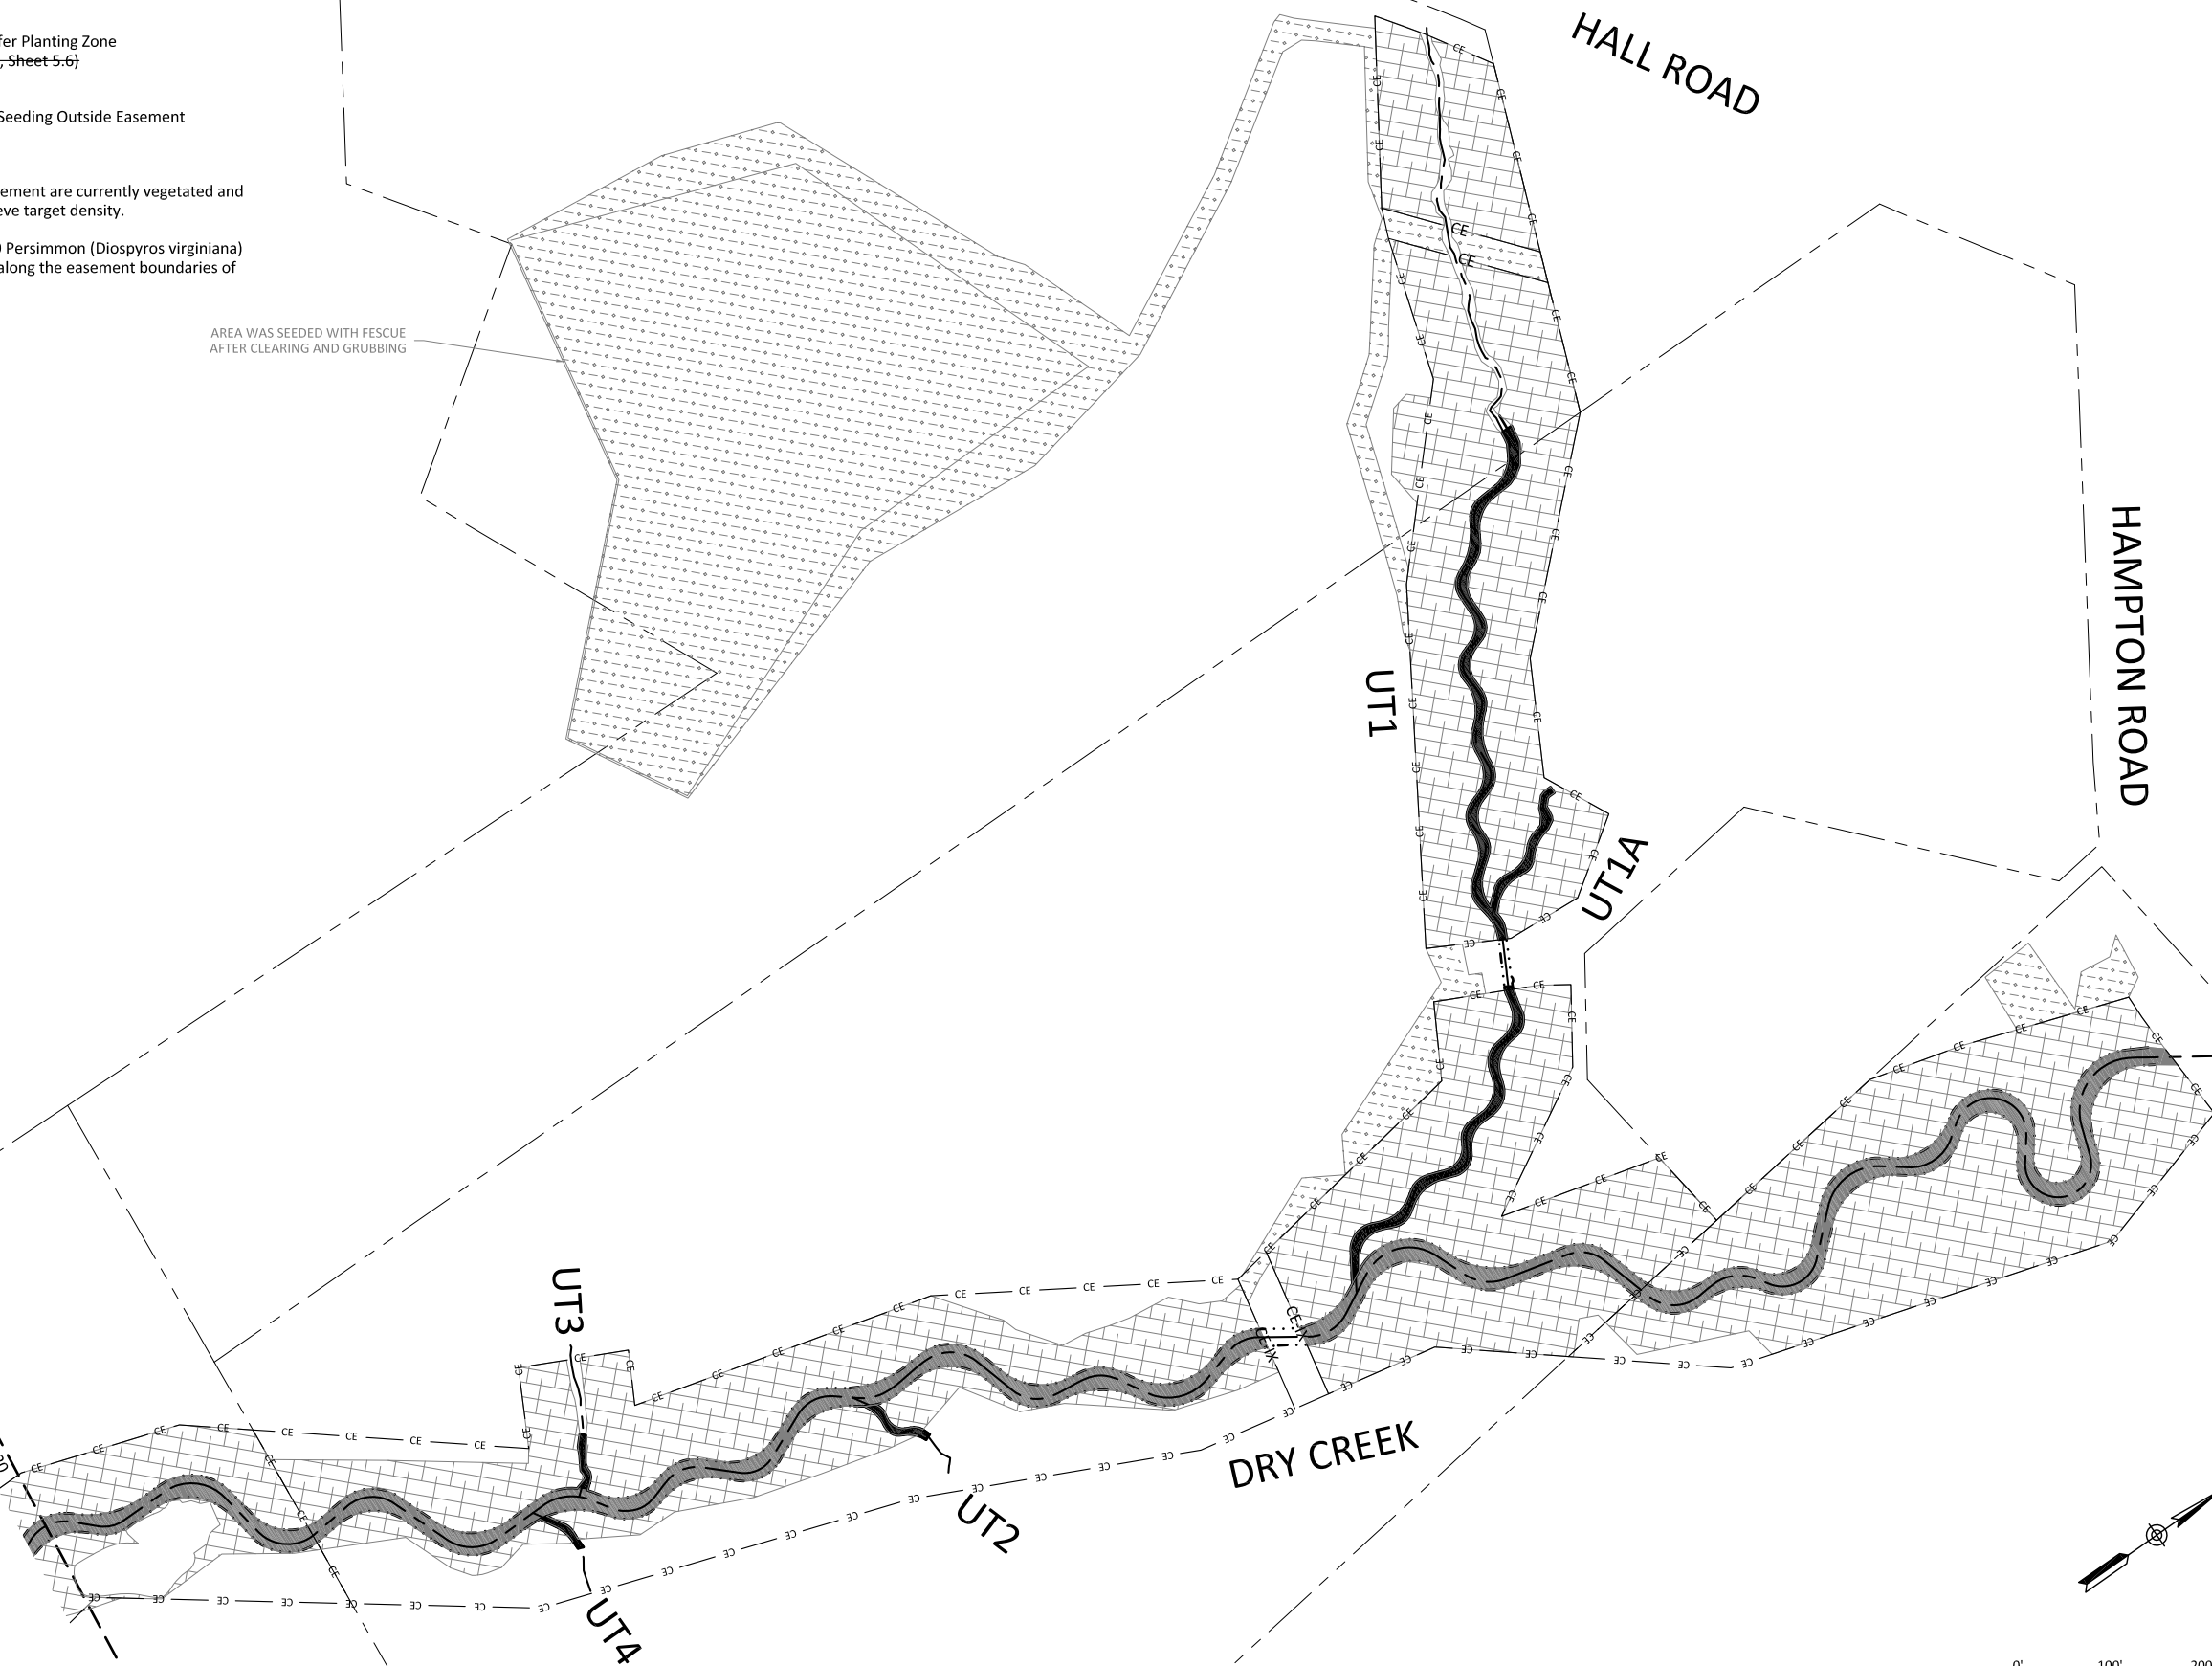 fer Planting Zone
, Sheet 5.6)
Seeding Outside Easement
ement are currently vegetated and
eve target density.
Persimmon (Diospyros virginiana)
along the easement boundaries of
AREA WAS SEEDED WITH FESCUE
AFTER CLEARING AND GRUBBING
HALL ROAD
HAMPTON ROAD
UT1
UT1A
UT3
DRY CREEK
UT2
UT4
CE
0' 100' 200